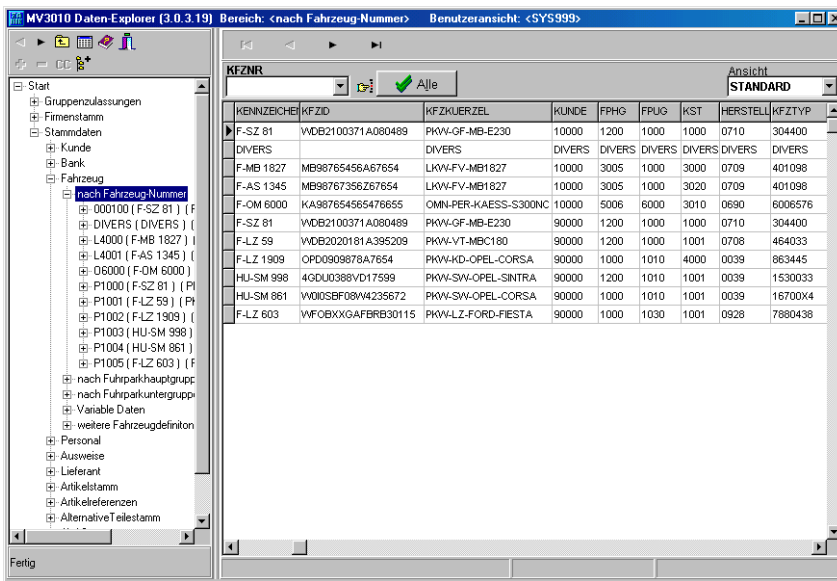 MV3010 Daten-Explorer (3.0.3.19) Bereich: <nach Fahrzeug-Nummer> Benutzeransicht: <SYS999>
KFZNR
Alle
Ansicht
STANDARD
Start
Gruppenzulassungen
Firmenstamm
Stammdaten
Kunde
Bank
Fahrzeug
nach Fahrzeug-Nummer
000100 ( F-SZ 81 ) ( F
DIVERS ( DIVERS ) (
L4000 ( F-MB 1827 ) (
L4001 ( F-AS 1345 ) (
O6000 ( F-OM 6000 )
P1000 ( F-SZ 81 ) ( Pl
P1001 ( F-LZ 59 ) ( Pk
P1002 ( F-LZ 1909 ) (
P1003 ( HU-SM 998 )
P1004 ( HU-SM 861 )
P1005 ( F-LZ 603 ) ( F
nach Fuhrparkhauptgrupp
nach Fuhrparkuntergruppe
Variable Daten
weitere Fahrzeugdefiniton
Personal
Ausweise
Lieferant
Artikelstamm
Artikelreferenzen
AlternativeTeilestamm
Fertig
KENNZEICHEN KFZID KFZKUERZEL KUNDE FPHG FPUG KST HERSTELL KFZTYP
F-SZ 81 WDB2100371A080489 PKW-GF-MB-E230 10000 1200 1000 1000 0710 304400
DIVERS DIVERS DIVERS DIVERS DIVERS DIVERS DIVERS
F-MB 1827 MB98765456A67654 LKW-FV-MB1827 10000 3005 1000 3000 0709 401098
F-AS 1345 MB98767356Z67654 LKW-FV-MB1827 10000 3005 1000 3020 0709 401098
F-OM 6000 KA987654565476655 OMN-PER-KAESS-S300NC 10000 5006 6000 3010 0690 6006576
F-SZ 81 WDB2100371A080489 PKW-GF-MB-E230 90000 1200 1000 1000 0710 304400
F-LZ 59 WDB2020181A395209 PKW-VT-MBC180 90000 1200 1000 1001 0708 464033
F-LZ 1909 OPD0909878A7654 PKW-KD-OPEL-CORSA 90000 1000 1010 4000 0039 863445
HU-SM 998 4GDU0388VD17599 PKW-SW-OPEL-SINTRA 90000 1200 1010 1001 0039 1530033
HU-SM 861 W0I0SBF08W4235672 PKW-SW-OPEL-CORSA 90000 1000 1010 1001 0039 16700X4
F-LZ 603 WFOBXXGAFBRB30115 PKW-LZ-FORD-FIESTA 90000 1000 1030 1001 0928 7880438